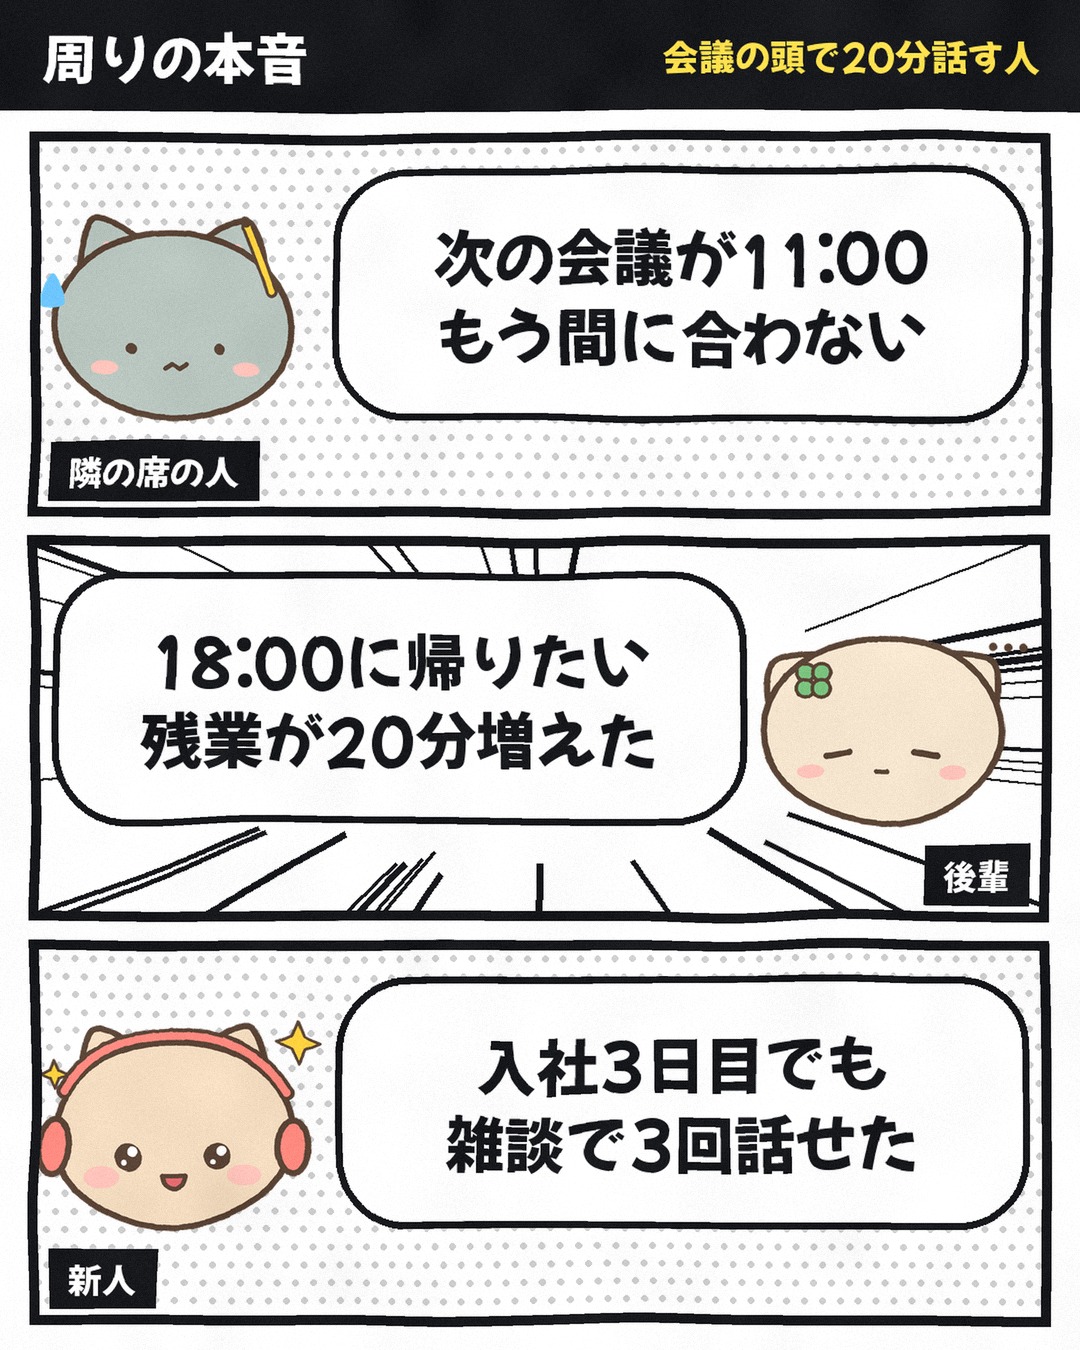 周りの本音
会議の頭で20分話す人
次の会議が11:00
もう間に合わない
隣の席の人
18:00に帰りたい
残業が20分増えた
後輩
入社3日目でも
雑談で3回話せた
新人